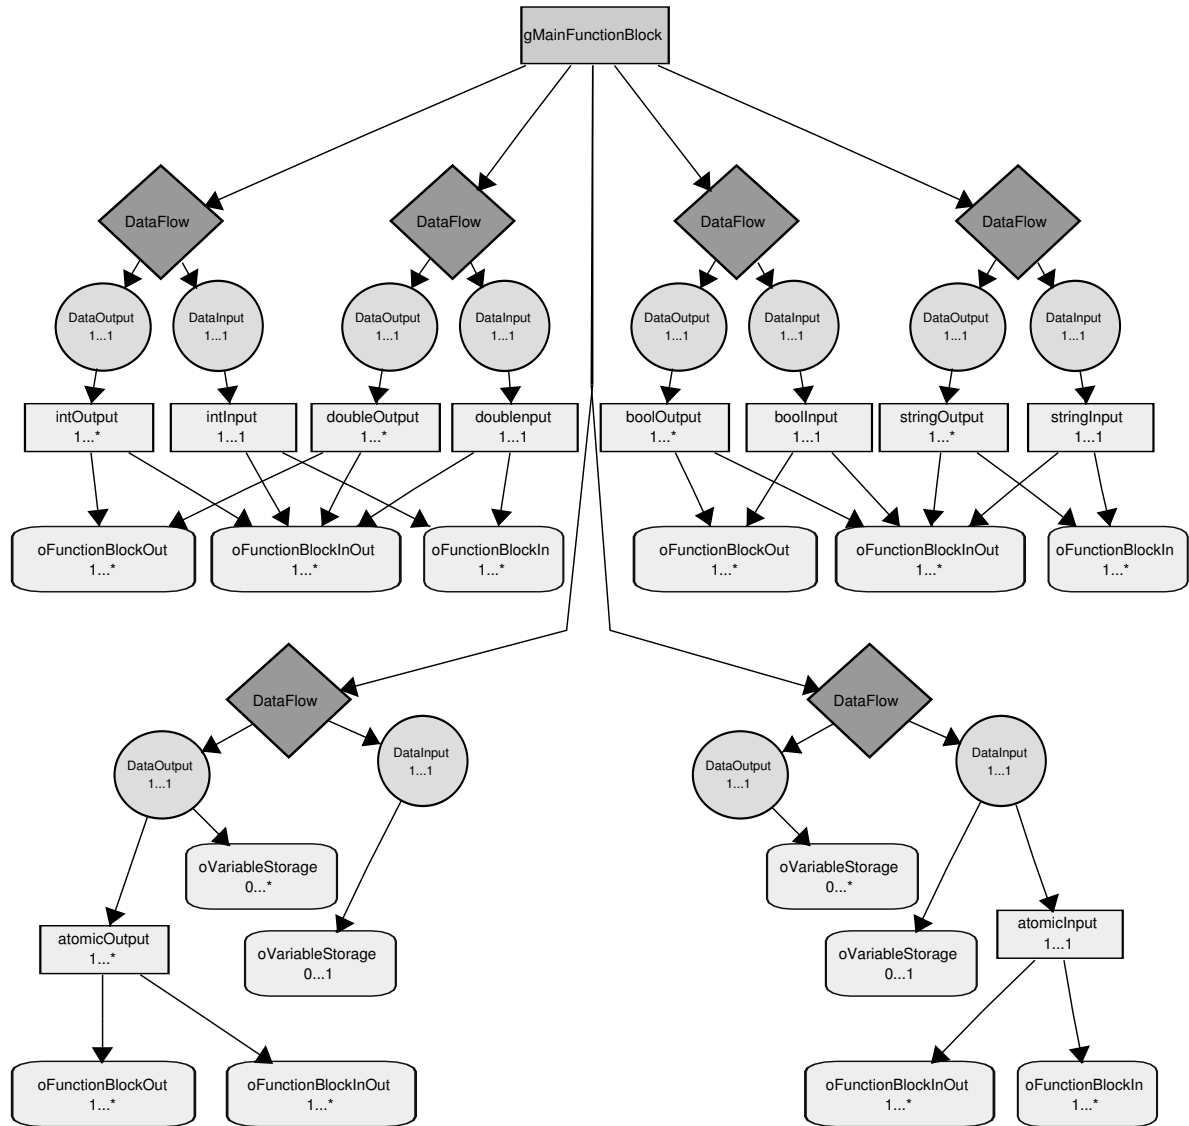 gMainFunctionBlock
DataFlow
DataFlow
DataFlow
DataFlow
DataOutput
1...1
DataInput
1...1
DataOutput
1...1
DataInput
1...1
DataOutput
1...1
DataInput
1...1
DataOutput
1...1
DataInput
1...1
intOutput
1...*
intInput
1...1
doubleOutput
1...*
doublenput
1...1
boolOutput
1...*
boolInput
1...1
stringOutput
1...*
stringInput
1...1
oFunctionBlockOut
1...*
oFunctionBlockInOut
1...*
oFunctionBlockIn
1...*
oFunctionBlockOut
1...*
oFunctionBlockInOut
1...*
oFunctionBlockIn
1...*
DataFlow
DataOutput
1...1
DataInput
1...1
oVariableStorage
0...*
atomicOutput
1...*
oVariableStorage
0...1
oFunctionBlockOut
1...*
oFunctionBlockInOut
1...*
DataFlow
DataOutput
1...1
DataInput
1...1
oVariableStorage
0...*
oVariableStorage
0...1
atomicInput
1...1
oFunctionBlockInOut
1...*
oFunctionBlockIn
1...*